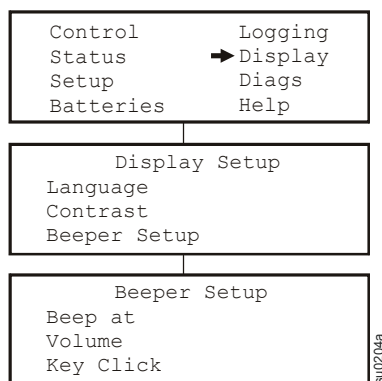 Control Logging
Status Display
Setup Diags
Batteries Help
Display Setup
Language
Contrast
Beeper Setup
Beeper Setup
Beep at
Volume
Key Click
su0204a